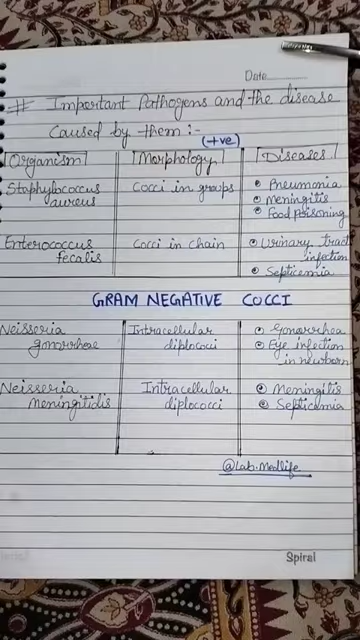 Date
# Important Pathogens and the disease
Caused by them :-
(+ve)
Organism Morphology Diseases
Staphylococcus Cocci in groups Pneumonia
aureus Meningitis
Food poisoning
Enterococcus Cocci in chain Urinary tract
fecalis infection
Septicemia
GRAM NEGATIVE COCCI
Neisseria Intracellular Gonorrhea
gonorrhoe diplococci Eye infection
in newborn
Neisseria Intracellular Meningitis
meningitidis diplococci Septicemia
@Lab.Medlife
Spiral